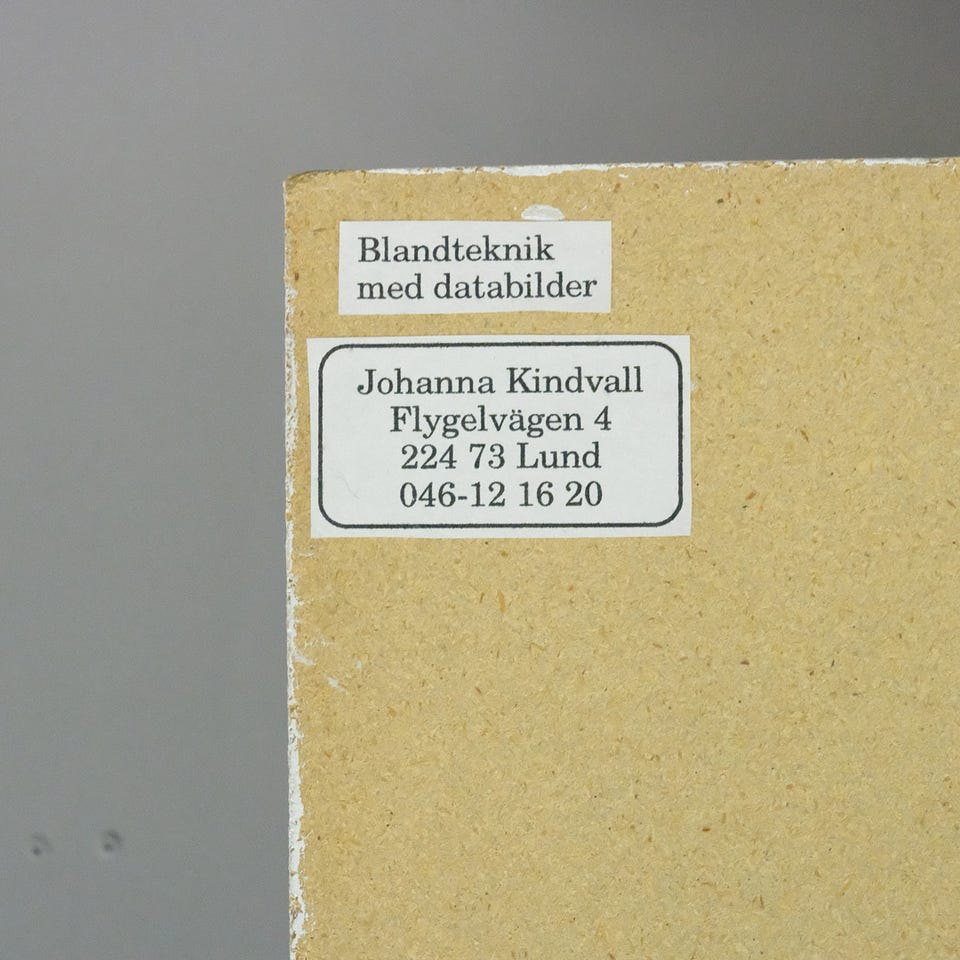 Blandteknik
med databilder
Johanna Kindvall
Flygelvägen 4
224 73 Lund
046-12 16 20